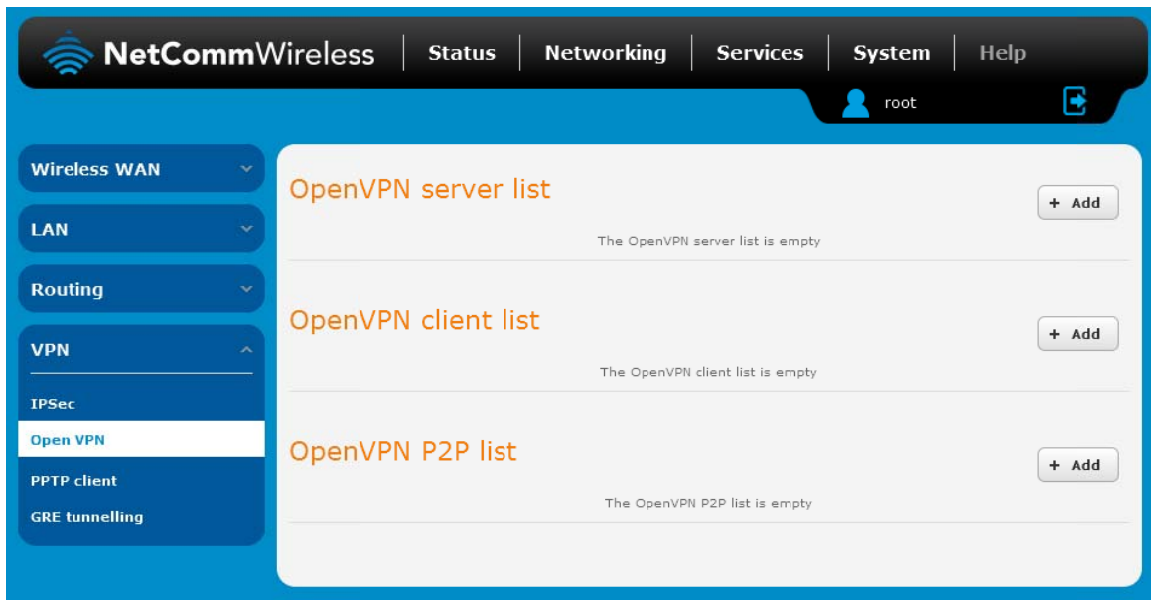 NetCommWireless Status Networking Services System Help
root
Wireless WAN
LAN
Routing
VPN
IPSec
Open VPN
PPTP client
GRE tunnelling
OpenVPN server list
+ Add
The OpenVPN server list is empty
OpenVPN client list
+ Add
The OpenVPN client list is empty
OpenVPN P2P list
+ Add
The OpenVPN P2P list is empty